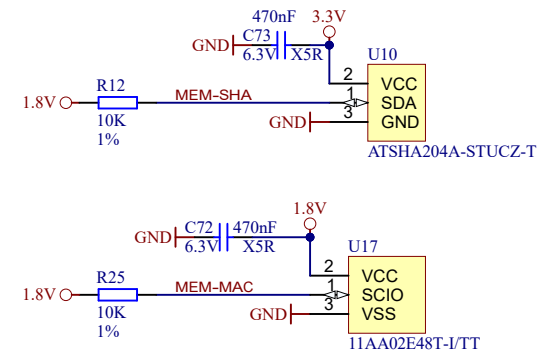 470nF 3.3V
C73
GND
6.3V X5R
U10
R12
2 VCC
MEM-SHA
1.8V
1 SDA
10K
GND 3 GND
1%
ATSHA204A-STUCZ-T
1.8V
C72 470nF
GND
6.3V X5R
U17
R25
2 VCC
MEM-MAC
1.8V
1 SCIO
10K
GND 3 VSS
1%
11AA02E48T-I/TT